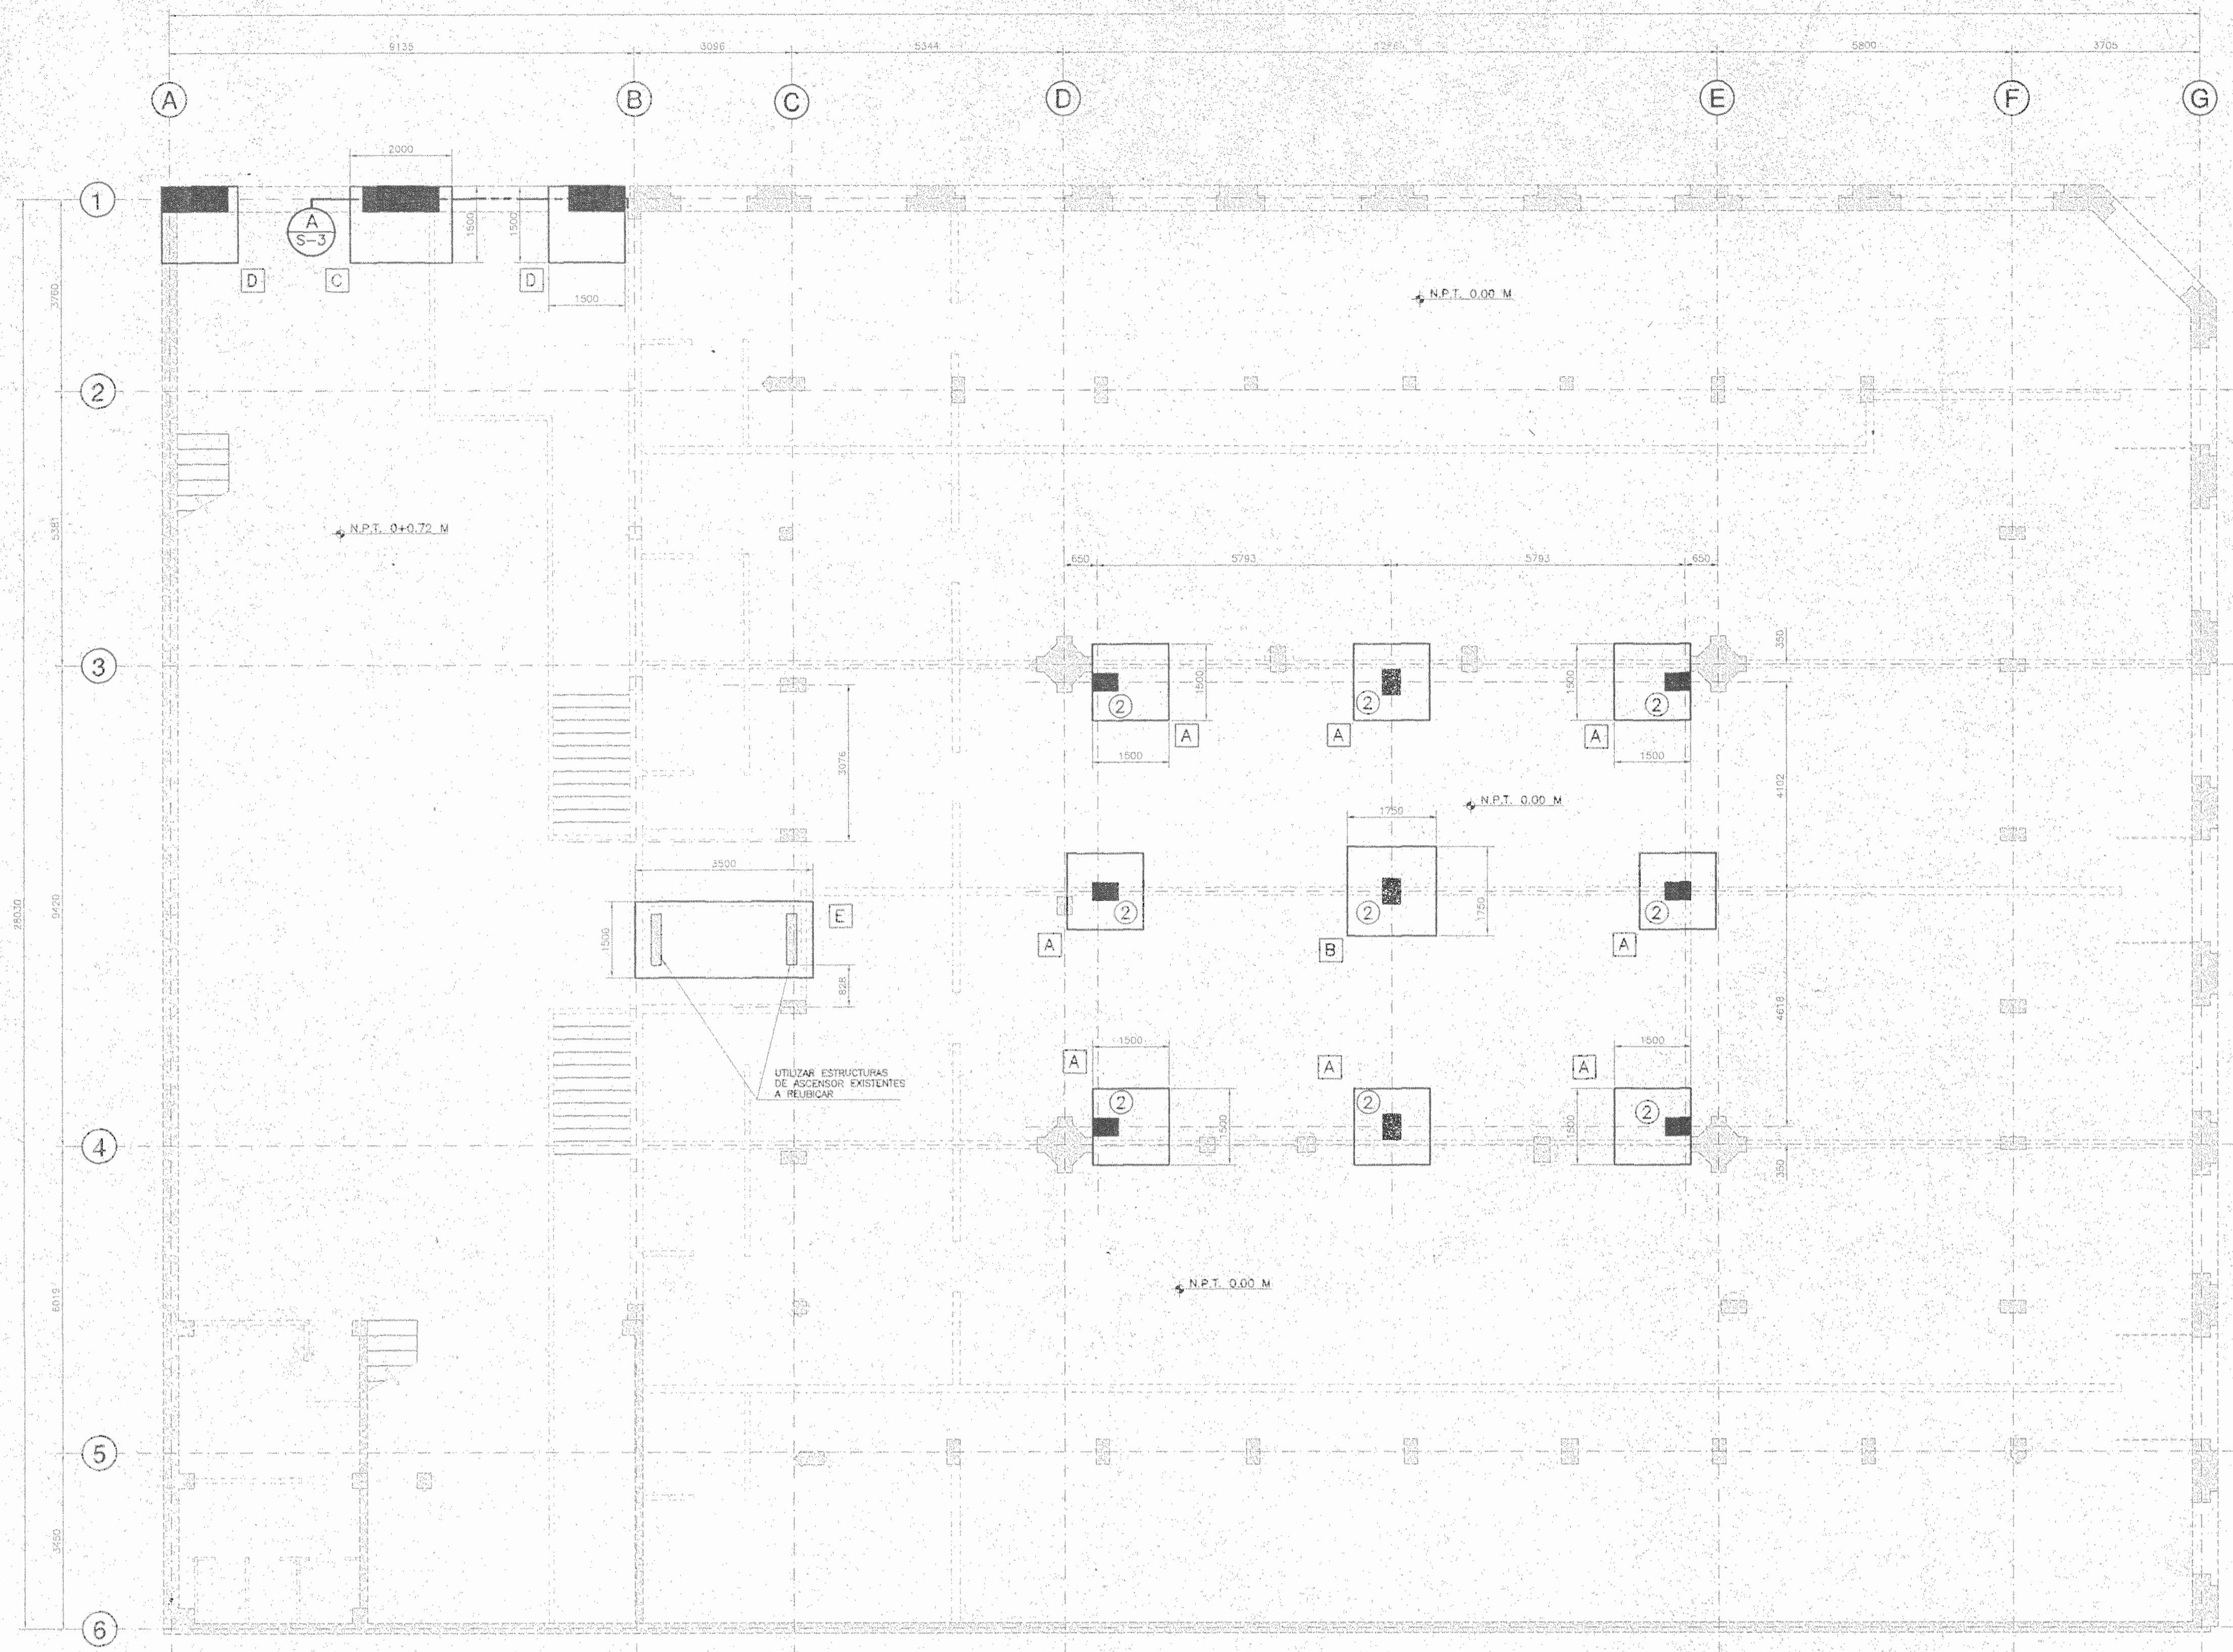 9135
3096
5344
5800
3705
A
B
C
D
E
F
G
2000
1
A
S-3
1500
1500
D
C
D
1500
3760
N.P.T. 0.00 M
2
N.P.T. 0+0.72 M
5381
650
5793
5793
650
3
350
1500
1500
2
2
2
A
A
A
1500
1500
3076
4102
N.P.T. 0.00 M
1750
3500
E
1500
2
2
2
1750
A
B
A
828
28030
9420
4618
1500
1500
A
A
A
UTILIZAR ESTRUCTURAS
DE ASCENSOR EXISTENTES
A REUBICAR
2
2
2
1500
1500
4
350
N.P.T. 0.00 M
6019
5
3450
6